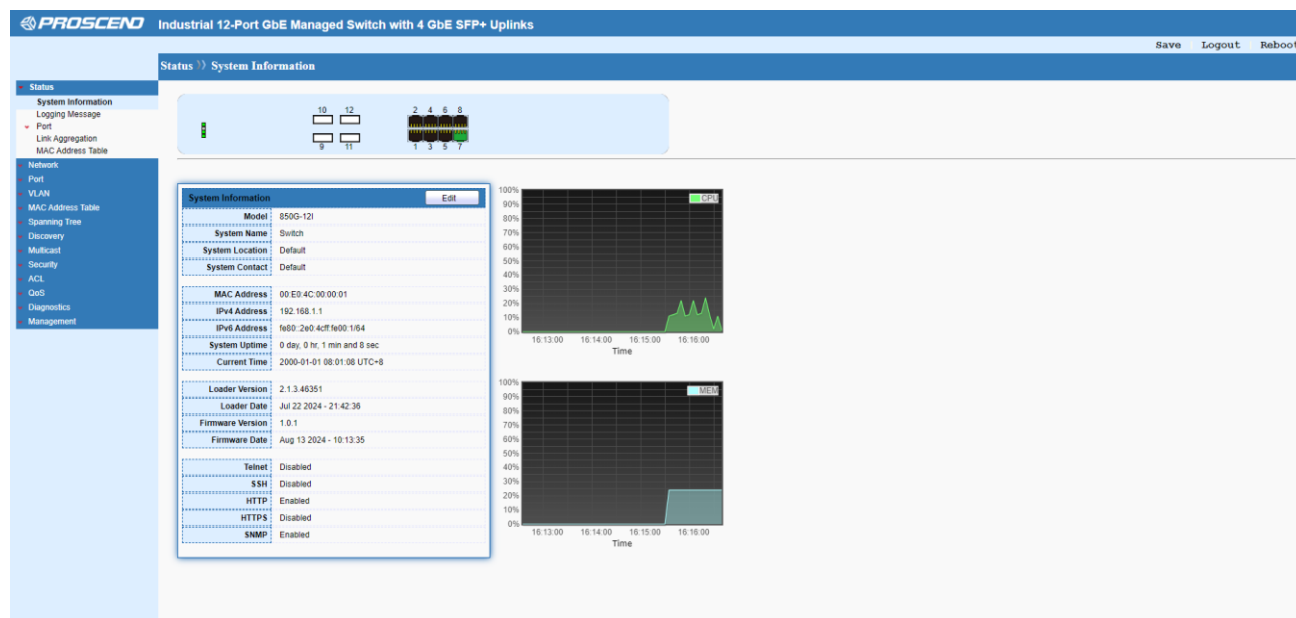 PROSCEND Industrial 12-Port GbE Managed Switch with 4 GbE SFP+ Uplinks
Save Logout Reboot
Status 》 System Information
Status
System Information
Logging Message
Port
Link Aggregation
MAC Address Table
Network
Port
VLAN
MAC Address Table
Spanning Tree
Discovery
Multicast
Security
ACL
QoS
Diagnostics
Management
10 12 2 4 6 8
9 11 1 3 5 7
System Information Edit
Model 850G-12I
System Name Switch
System Location Default
System Contact Default
MAC Address 00:E0:4C:00:00:01
IPv4 Address 192.168.1.1
IPv6 Address fe80::2e0:4cff:fe00:1/64
System Uptime 0 day, 0 hr, 1 min and 8 sec
Current Time 2000-01-01 08:01:08 UTC+8
Loader Version 2.1.3.46351
Loader Date Jul 22 2024 - 21:42:36
Firmware Version 1.0.1
Firmware Date Aug 13 2024 - 10:13:35
Telnet Disabled
SSH Disabled
HTTP Enabled
HTTPS Disabled
SNMP Enabled
100%
CPU
90%
80%
70%
60%
50%
40%
30%
20%
10%
0%
16:13:00 16:14:00 16:15:00 16:16:00
Time
100%
MEM
90%
80%
70%
60%
50%
40%
30%
20%
10%
0%
16:13:00 16:14:00 16:15:00 16:16:00
Time